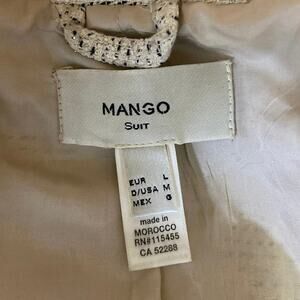 MANGO
SUIT
EUR L
D/USA M
MEX G
made in
MOROCCO
RN#115455
CA 52288